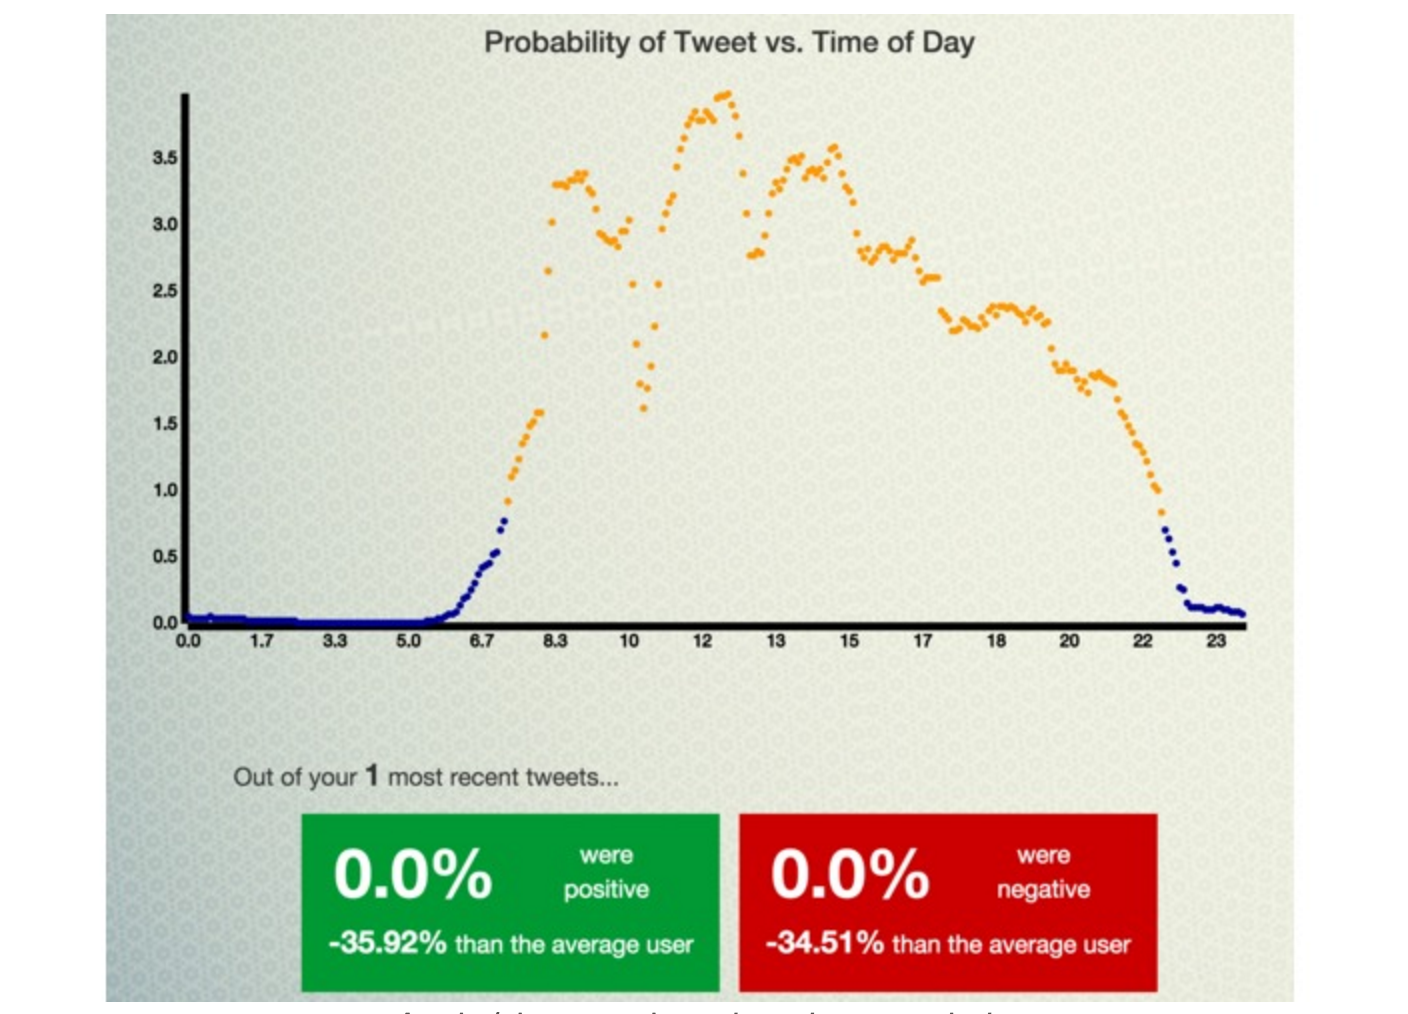 Probability of Tweet vs. Time of Day
3.5
3.0
2.5
2.0
1.5
1.0
0.5
0.0
0.0 1.7 3.3 5.0 6.7 8.3 10 12 13 15 17 18 20 22 23
Out of your 1 most recent tweets...
0.0% were positive
-35.92% than the average user
0.0% were negative
-34.51% than the average user